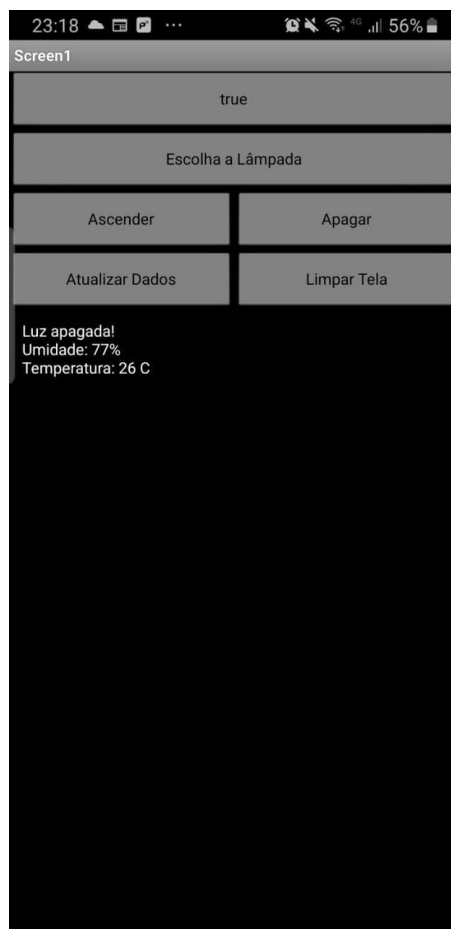 23:18 ... 4G 56%
Screen1
true
Escolha a Lâmpada
Ascender Apagar
Atualizar Dados Limpar Tela
Luz apagada!
Umidade: 77%
Temperatura: 26 C